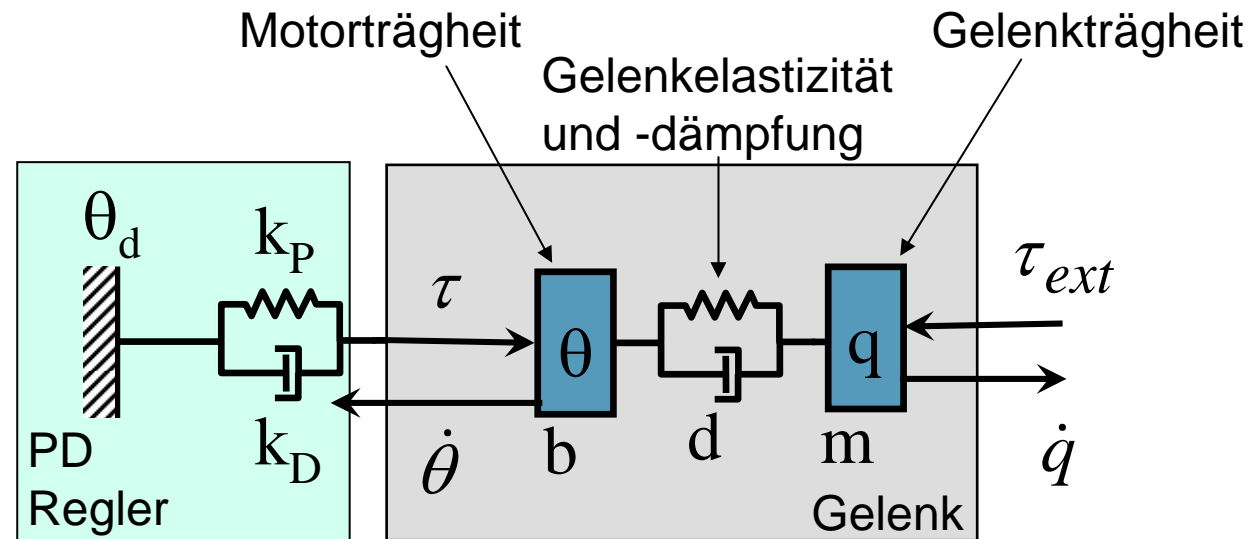 Motorträgheit
Gelenkträgheit
Gelenkelastizität
und -dämpfung
θd
kP
τ
τext
θ
q
kD
θ̇
b
d
m
q̇
PD
Regler
Gelenk